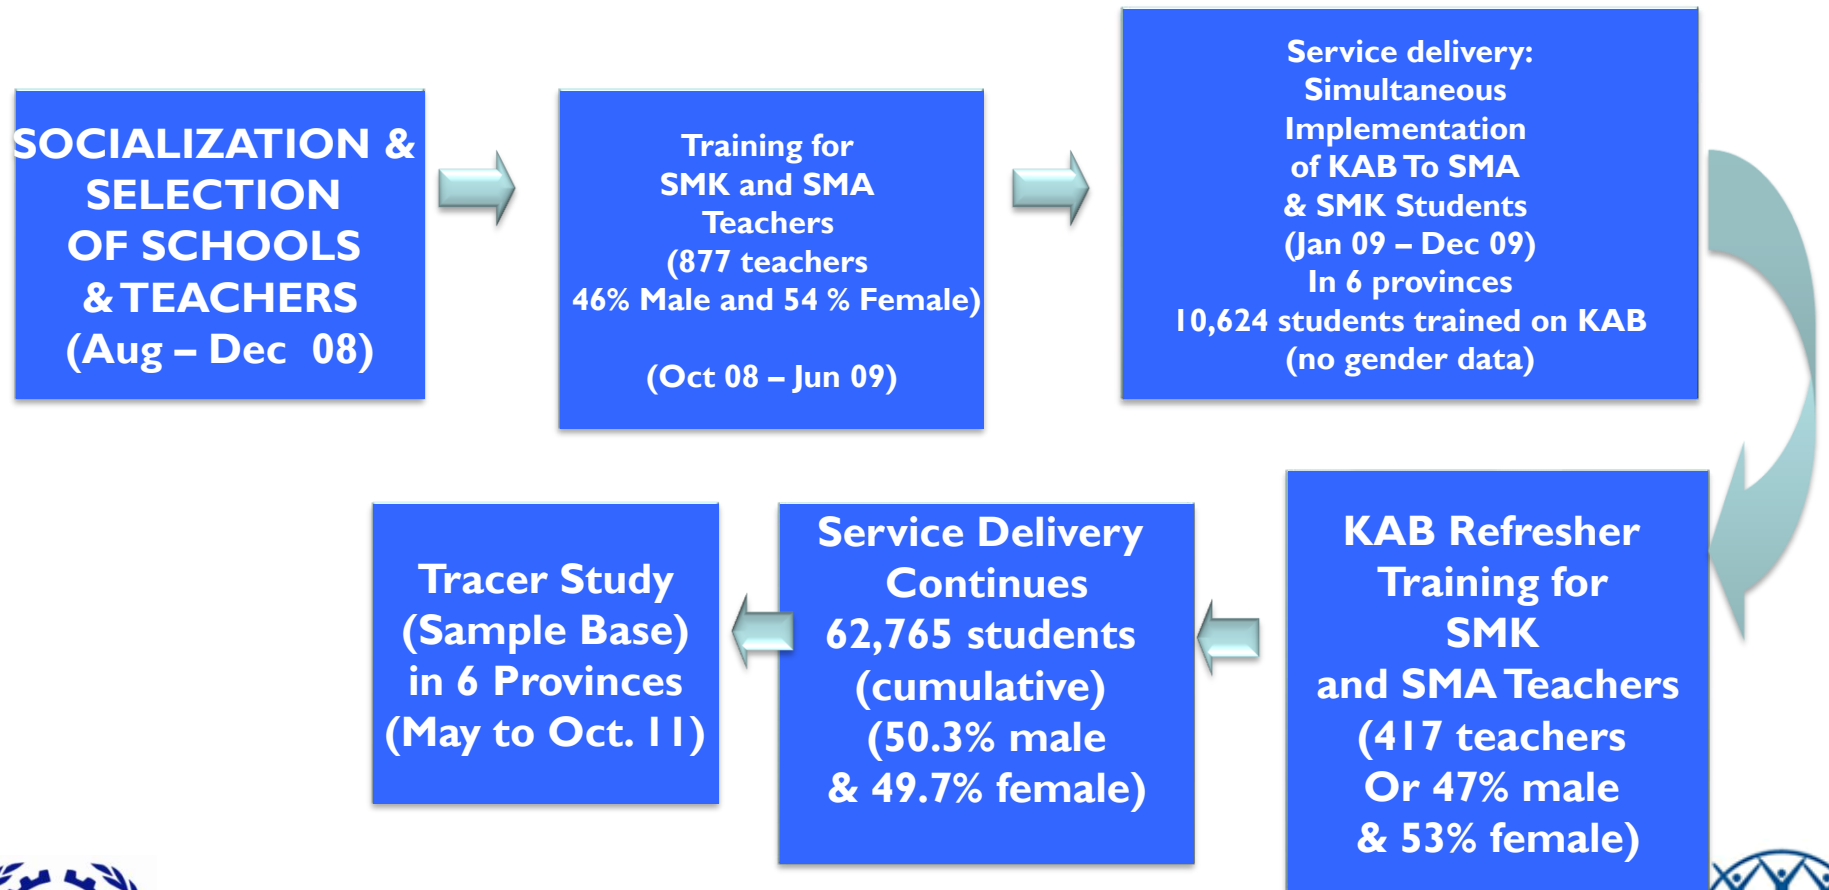 SOCIALIZATION &
SELECTION
OF SCHOOLS
& TEACHERS
(Aug – Dec 08)
Training for
SMK and SMA
Teachers
(877 teachers
46% Male and 54 % Female)
(Oct 08 – Jun 09)
Service delivery:
Simultaneous
Implementation
of KAB To SMA
& SMK Students
(Jan 09 – Dec 09)
In 6 provinces
10,624 students trained on KAB
(no gender data)
KAB Refresher
Training for
SMK
and SMA Teachers
(417 teachers
Or 47% male
& 53% female)
Service Delivery
Continues
62,765 students
(cumulative)
(50.3% male
& 49.7% female)
Tracer Study
(Sample Base)
in 6 Provinces
(May to Oct. 11)